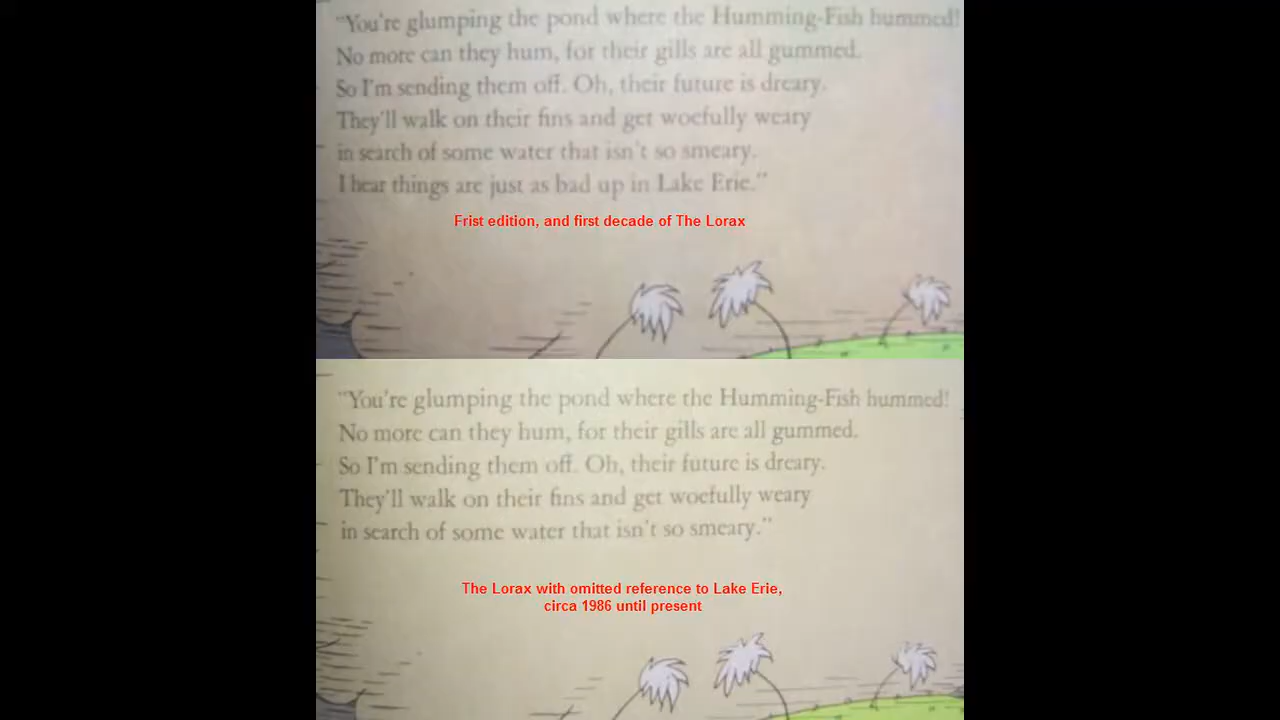 "You're glumping the pond where the Humming-Fish hummed!
No more can they hum, for their gills are all gummed.
So I'm sending them off. Oh, their future is dreary.
They'll walk on their fins and get woefully weary
in search of some water that isn't so smeary.
I hear things are just as bad up in Lake Erie."
Frist edition, and first decade of The Lorax
"You're glumping the pond where the Humming-Fish hummed!
No more can they hum, for their gills are all gummed.
So I'm sending them off. Oh, their future is dreary.
They'll walk on their fins and get woefully weary
in search of some water that isn't so smeary."
The Lorax with omitted reference to Lake Erie,
circa 1986 until present